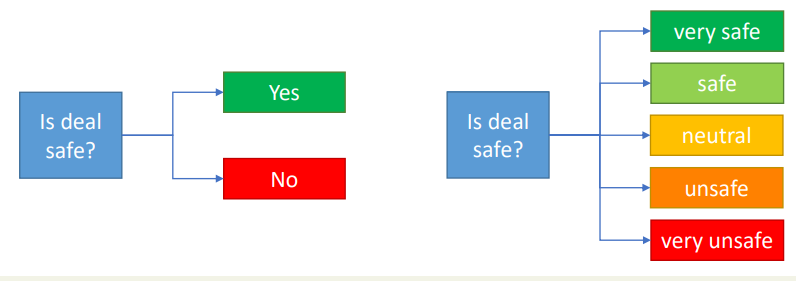 Is deal
safe?
Yes
No
Is deal
safe?
very safe
safe
neutral
unsafe
very unsafe